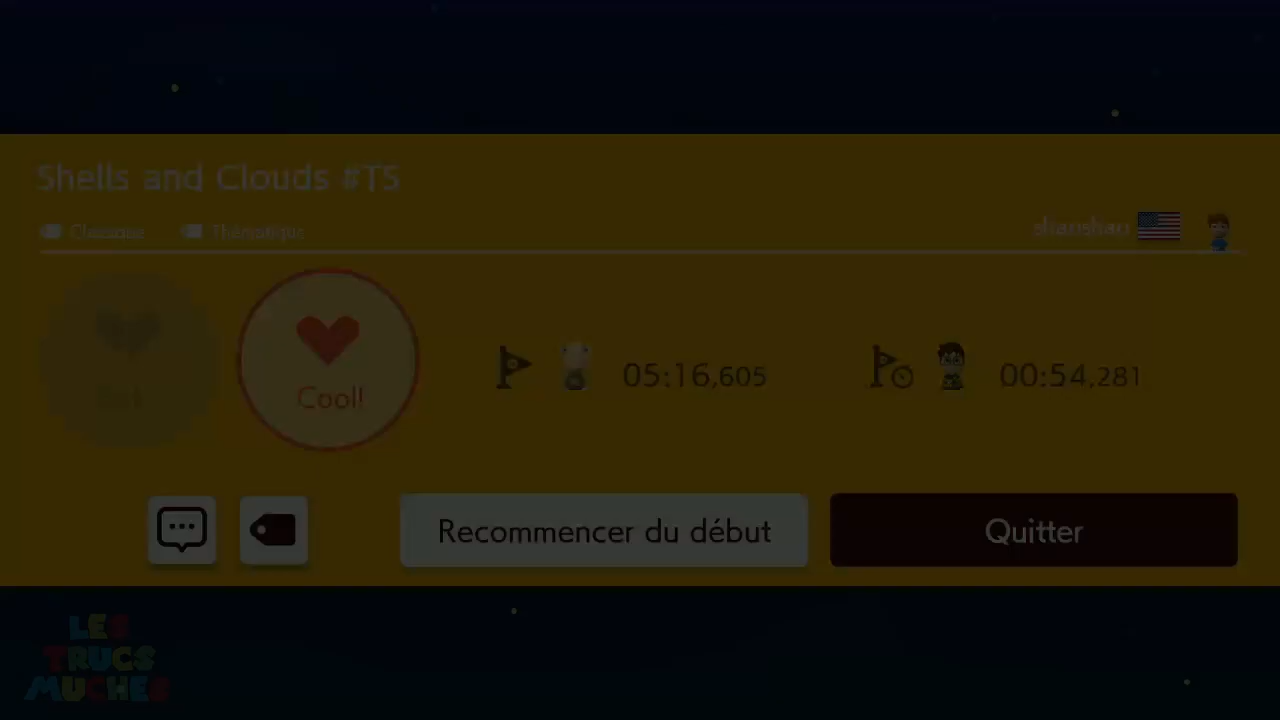 Shells and Clouds #TS
Classique Thématique
shaushau
Cool!
05:16,605
00:54,281
Recommencer du début
Quitter
LES
TRUCS
MUCHES